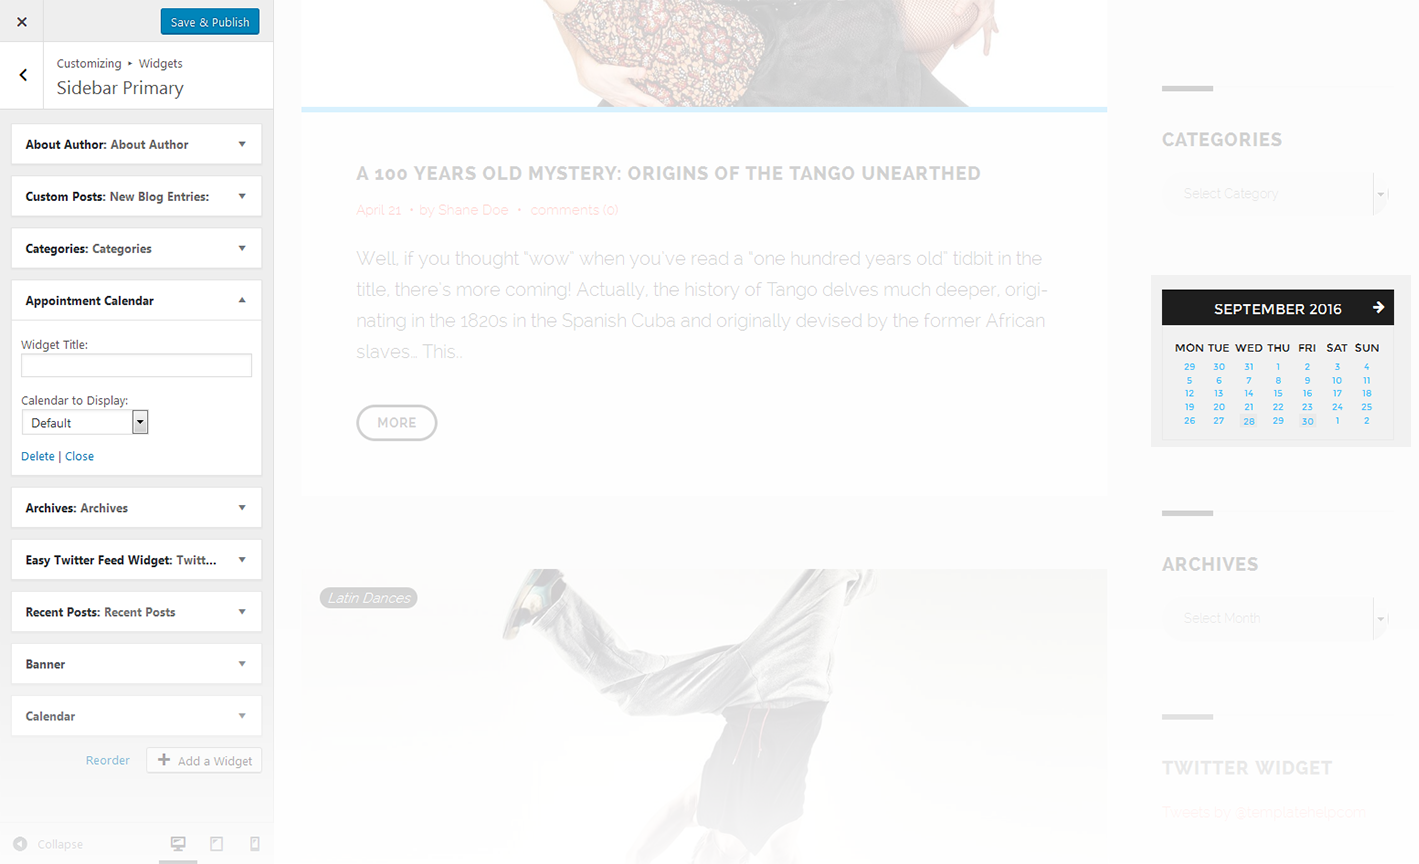 Save & Publish
Customizing ▸ Widgets
Sidebar Primary
About Author: About Author
Custom Posts: New Blog Entries:
Categories: Categories
Appointment Calendar
Widget Title:
Calendar to Display:
Default
Delete | Close
Archives: Archives
Easy Twitter Feed Widget: Twitt...
Recent Posts: Recent Posts
Banner
Calendar
Reorder
Add a Widget
Collapse
A 100 YEARS OLD MYSTERY: ORIGINS OF THE TANGO UNEARTHED
April 21 • by Shane Doe • comments (0)
Well, if you thought “wow” when you’ve read a “one hundred years old” tidbit in the
title, there’s more coming! Actually, the history of Tango delves much deeper, origi-
nating in the 1820s in the Spanish Cuba and originally devised by the former African
slaves… This..
MORE
Latin Dances
CATEGORIES
Select Category
SEPTEMBER 2016
MON TUE WED THU FRI SAT SUN
29 30 31 1 2 3 4
5 6 7 8 9 10 11
12 13 14 15 16 17 18
19 20 21 22 23 24 25
26 27 28 29 30 1 2
ARCHIVES
Select Month
TWITTER WIDGET
Tweets by @templatehelpcom